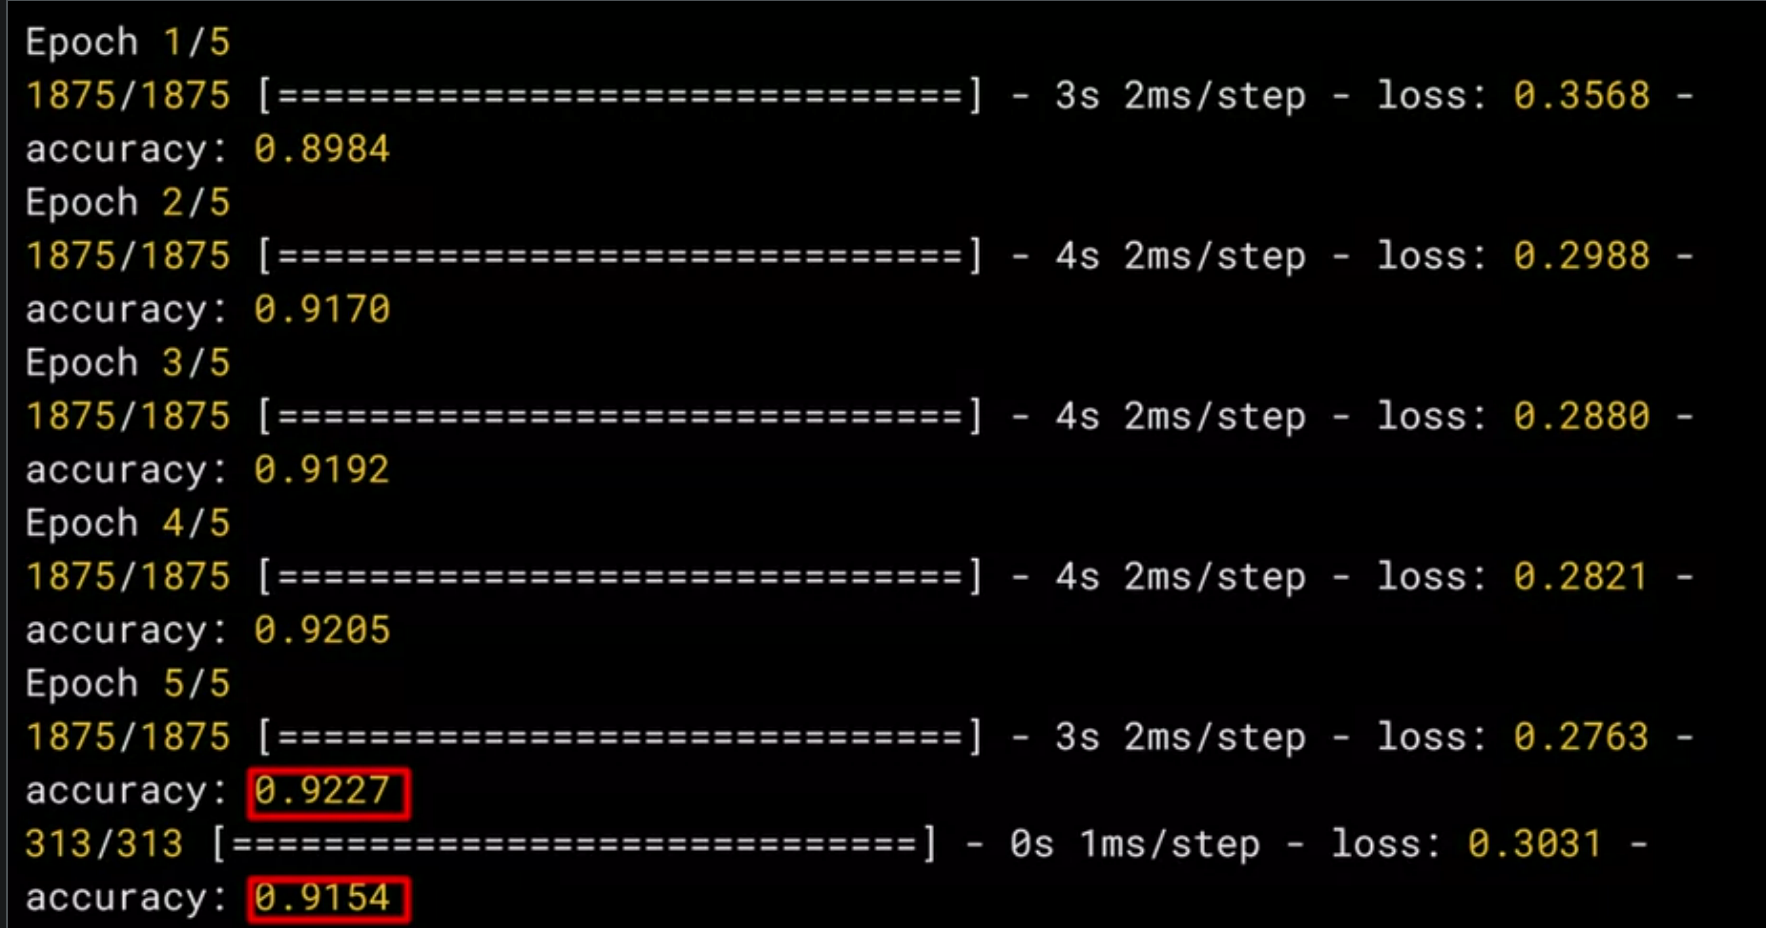 Epoch 1/5
1875/1875 [==============================] - 3s 2ms/step - loss: 0.3568 -
accuracy: 0.8984
Epoch 2/5
1875/1875 [==============================] - 4s 2ms/step - loss: 0.2988 -
accuracy: 0.9170
Epoch 3/5
1875/1875 [==============================] - 4s 2ms/step - loss: 0.2880 -
accuracy: 0.9192
Epoch 4/5
1875/1875 [==============================] - 4s 2ms/step - loss: 0.2821 -
accuracy: 0.9205
Epoch 5/5
1875/1875 [==============================] - 3s 2ms/step - loss: 0.2763 -
accuracy: 0.9227
313/313 [==============================] - 0s 1ms/step - loss: 0.3031 -
accuracy: 0.9154